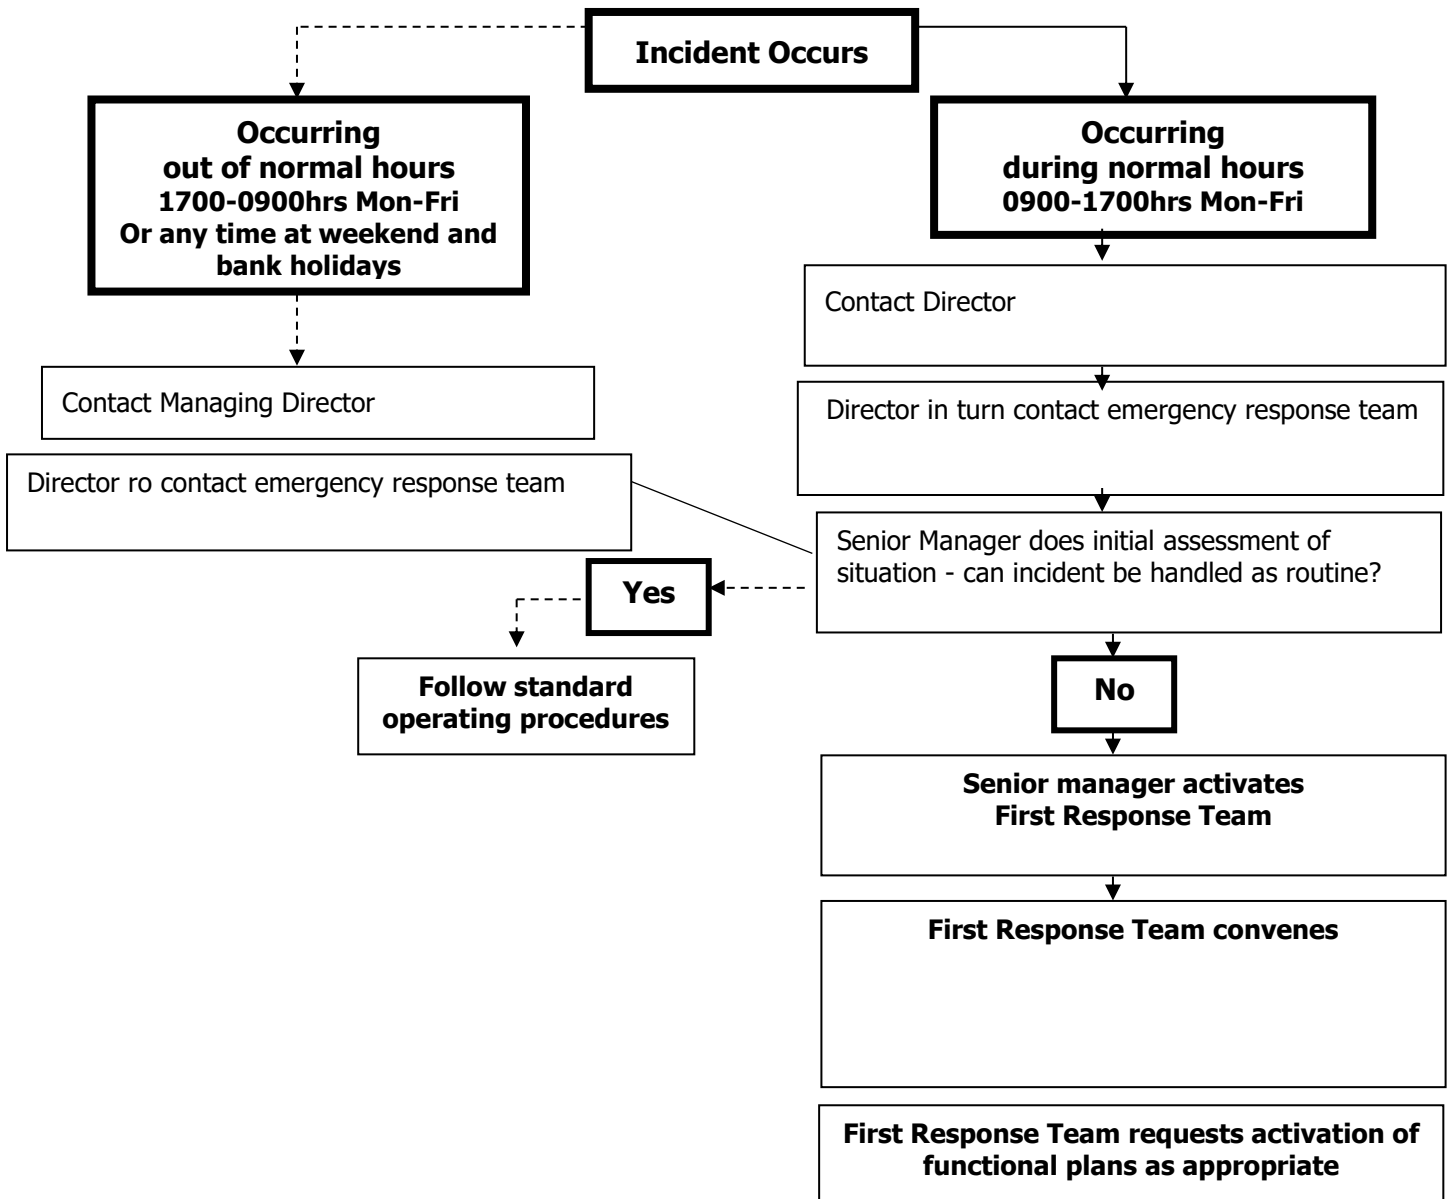 Incident Occurs
Occurring
out of normal hours
1700-0900hrs Mon-Fri
Or any time at weekend and
bank holidays
Occurring
during normal hours
0900-1700hrs Mon-Fri
Contact Director
Contact Managing Director
Director in turn contact emergency response team
Director ro contact emergency response team
Senior Manager does initial assessment of
situation - can incident be handled as routine?
Yes
Follow standard
operating procedures
No
Senior manager activates
First Response Team
First Response Team convenes
First Response Team requests activation of
functional plans as appropriate